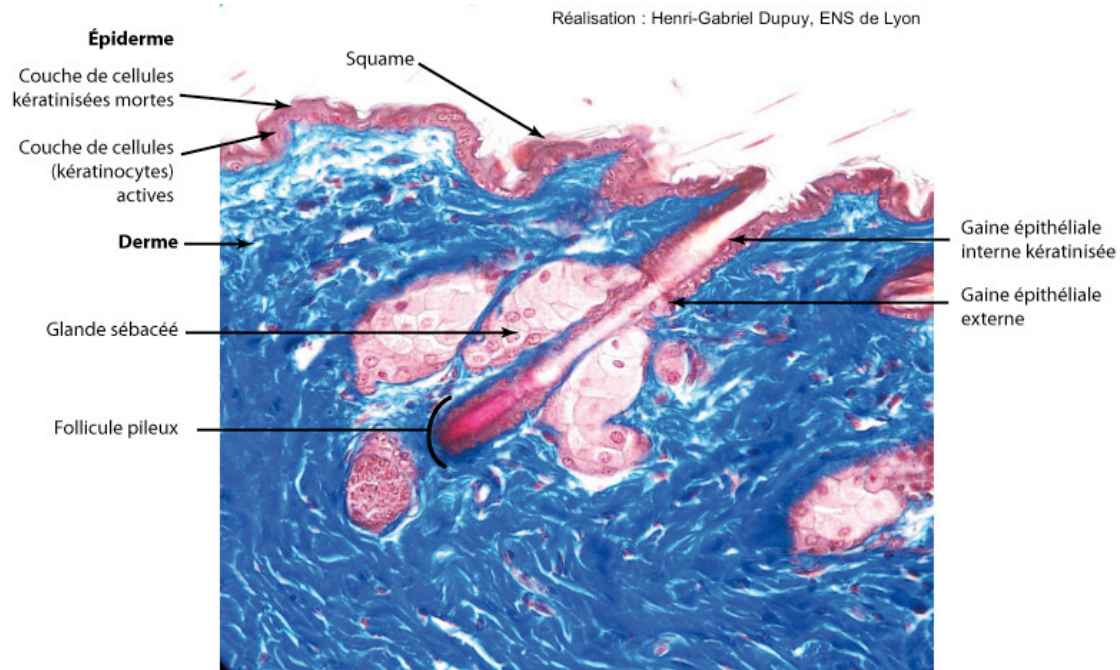 Réalisation : Henri-Gabriel Dupuy, ENS de Lyon
Épiderme
Couche de cellules
kératinisées mortes
Couche de cellules
(kératinocytes)
actives
Derme
Glande sébacéé
Follicule pileux
Squame
Gaine épithéliale
interne kératinisée
Gaine épithéliale
externe